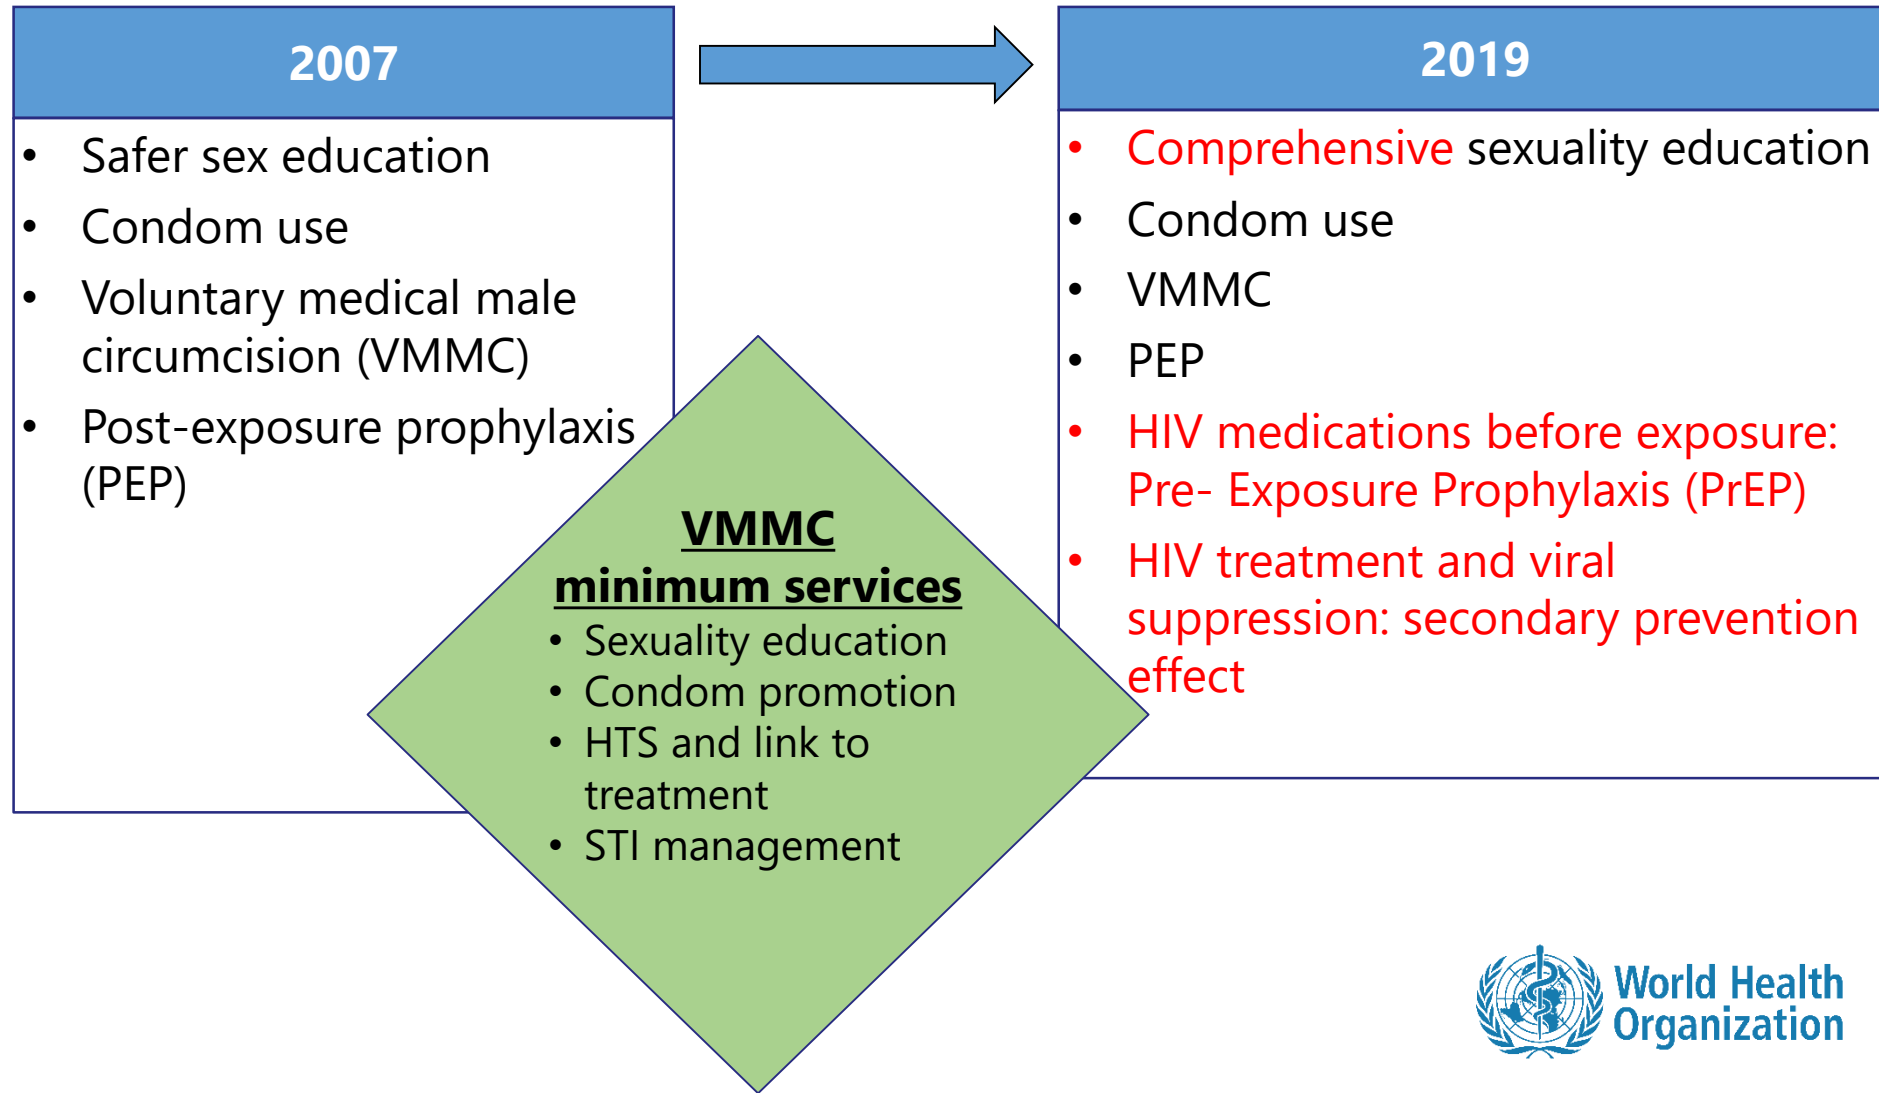 2007
• Safer sex education
• Condom use
• Voluntary medical male
circumcision (VMMC)
• Post-exposure prophylaxis
(PEP)
VMMC
minimum services
• Sexuality education
• Condom promotion
• HTS and link to
treatment
• STI management
2019
• Comprehensive sexuality education
• Condom use
• VMMC
• PEP
• HIV medications before exposure:
Pre- Exposure Prophylaxis (PrEP)
• HIV treatment and viral
suppression: secondary prevention
effect
World Health
Organization